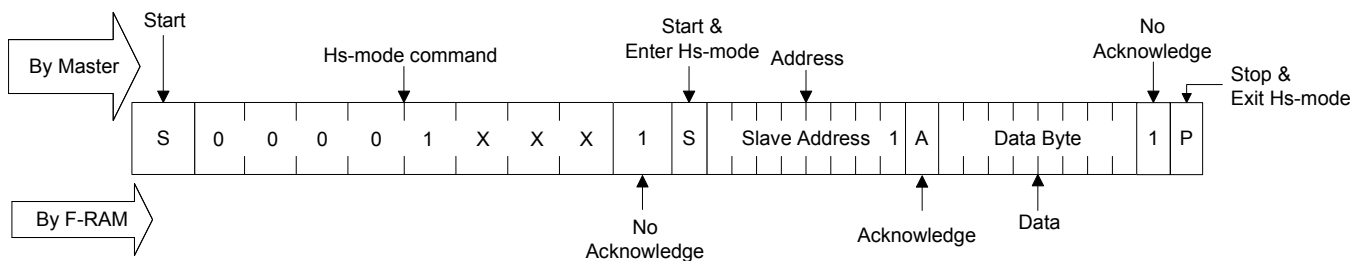 By Master
Start
Hs-mode command
Start &
Enter Hs-mode
Address
No
Acknowledge
Stop &
Exit Hs-mode
S 0 0 0 0 1 X X X 1 S Slave Address 1 A Data Byte 1 P
By F-RAM
No
Acknowledge
Acknowledge
Data